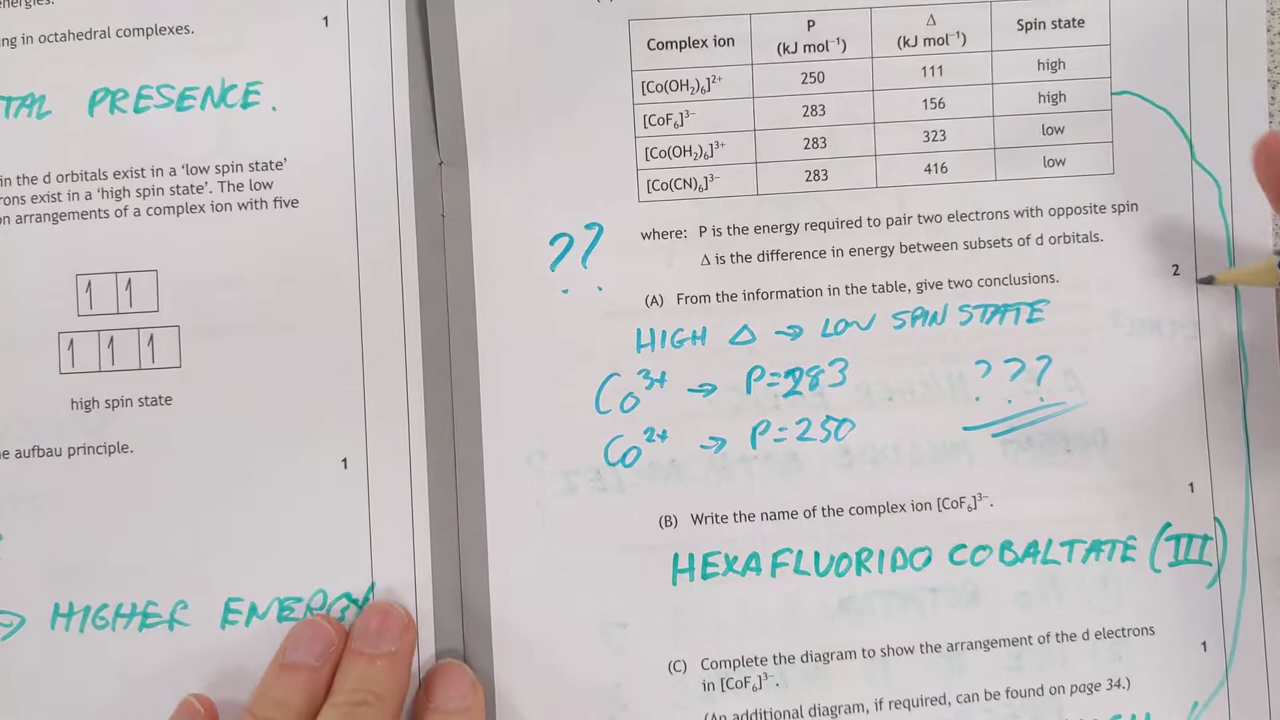 nergies.
1
ng in octahedral complexes.
TAL PRESENCE.
in the d orbitals exist in a ‘low spin state’
rons exist in a ‘high spin state’. The low
on arrangements of a complex ion with five
1 1
1 1 1
high spin state
e aufbau principle.
1
→ HIGHER ENERGY
Complex ion P (kJ mol⁻¹) Δ (kJ mol⁻¹) Spin state
[Co(OH₂)₆]²⁺ 250 111 high
[CoF₆]³⁻ 283 156 high
[Co(OH₂)₆]³⁺ 283 323 low
[Co(CN)₆]³⁻ 283 416 low
where: P is the energy required to pair two electrons with opposite spin
Δ is the difference in energy between subsets of d orbitals.
??
(A) From the information in the table, give two conclusions. 2
HIGH Δ → LOW SPIN STATE
Co³⁺ → P=283 ???
Co²⁺ → P=250
(B) Write the name of the complex ion [CoF₆]³⁻. 1
HEXAFLUORIDO COBALTATE (III)
(C) Complete the diagram to show the arrangement of the d electrons 1
in [CoF₆]³⁻.
(An additional diagram, if required, can be found on page 34.)